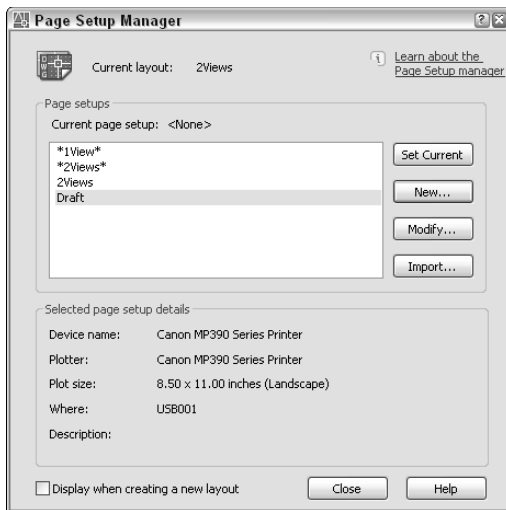 Page Setup Manager
Current layout: 2Views
Learn about the
Page Setup manager
Page setups
Current page setup: <None>
*1View*
*2Views*
2Views
Draft
Set Current
New...
Modify...
Import...
Selected page setup details
Device name: Canon MP390 Series Printer
Plotter: Canon MP390 Series Printer
Plot size: 8.50 x 11.00 inches (Landscape)
Where: USB001
Description:
Display when creating a new layout
Close
Help